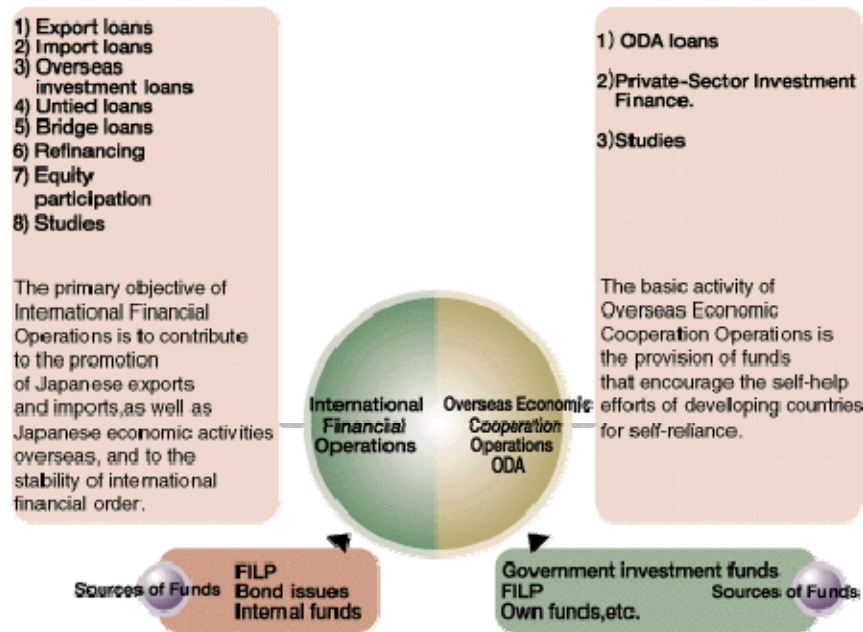 1) Export loans
2) Import loans
3) Overseas
investment loans
4) Untied loans
5) Bridge loans
6) Refinancing
7) Equity
participation
8) Studies
The primary objective of
International Financial
Operations is to contribute
to the promotion
of Japanese exports
and imports,as well as
Japanese economic activities
overseas, and to the
stability of international
financial order.
1) ODA loans
2)Private-Sector Investment
Finance.
3)Studies
The basic activity of
Overseas Economic
Cooperation Operations is
the provision of funds
that encourage the self-help
efforts of developing countries
for self-reliance.
International
Financial
Operations
Overseas Economic
Cooperation
Operations
ODA
Sources of Funds
FILP
Bond issues
Internal funds
Government investment funds
FILP
Own funds,etc.
Sources of Funds